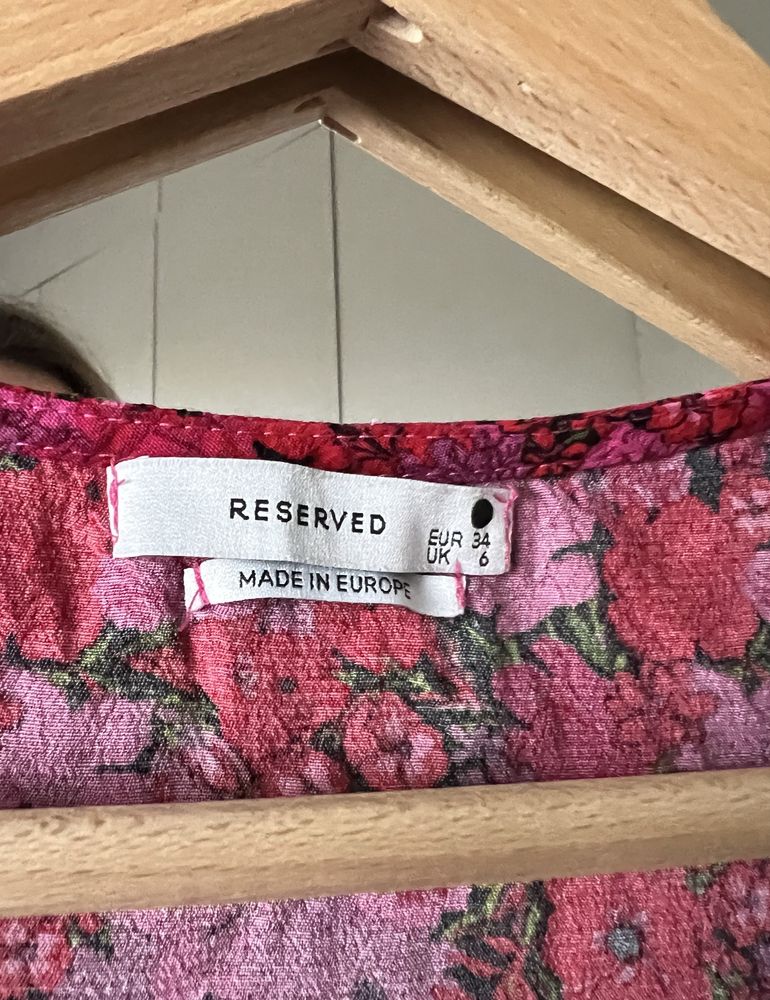 RESERVED
EUR 34
UK 6
MADE IN EUROPE